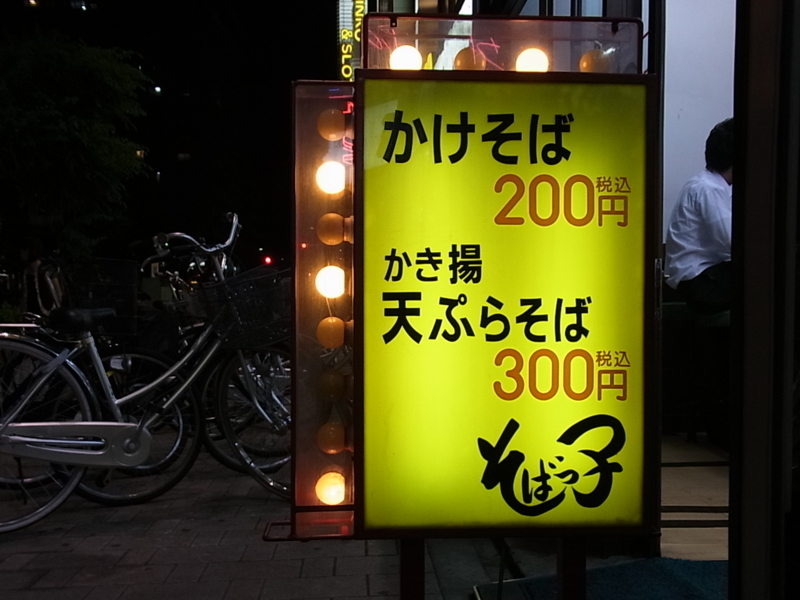 & SLO
かけそば
200円 税込
かき揚
天ぷらそば
300円 税込
そばっ子